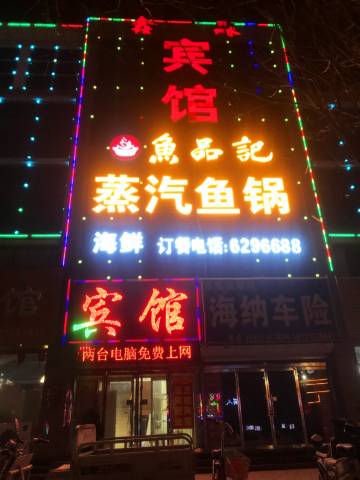 宾
馆
魚品記
蒸汽鱼锅
海鲜 订餐电话:6296688
宾馆
海纳车险
两台电脑免费上网
馆